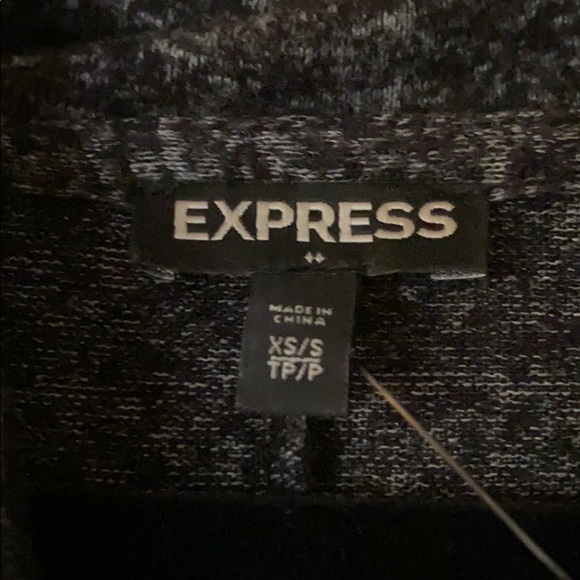 EXPRESS
MADE IN
CHINA
XS/S
TP/P